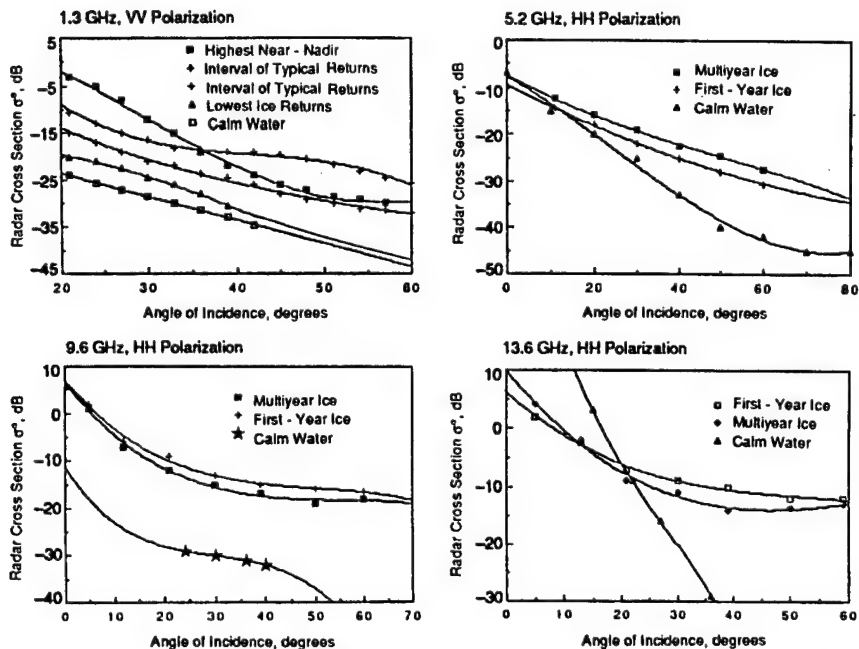 1.3 GHz, VV Polarization
5
-5
-15
-25
-35
-45
Radar Cross Section σ°, dB
Highest Near - Nadir
Interval of Typical Returns
Interval of Typical Returns
Lowest Ice Returns
Calm Water
20 30 40 50 60
Angle of Incidence, degrees
5.2 GHz, HH Polarization
0
-10
-20
-30
-40
-50
Radar Cross Section σ°, dB
Multiyear Ice
First - Year Ice
Calm Water
0 20 40 60 80
Angle of Incidence, degrees
9.6 GHz, HH Polarization
10
0
-10
-20
-30
-40
Radar Cross Section σ°, dB
Multiyear Ice
First - Year Ice
Calm Water
0 10 20 30 40 50 60 70
Angle of Incidence, degrees
13.6 GHz, HH Polarization
10
0
-10
-20
-30
Radar Cross Section σ°, dB
First - Year Ice
Multiyear Ice
Calm Water
0 10 20 30 40 50 60
Angle of Incidence, degrees